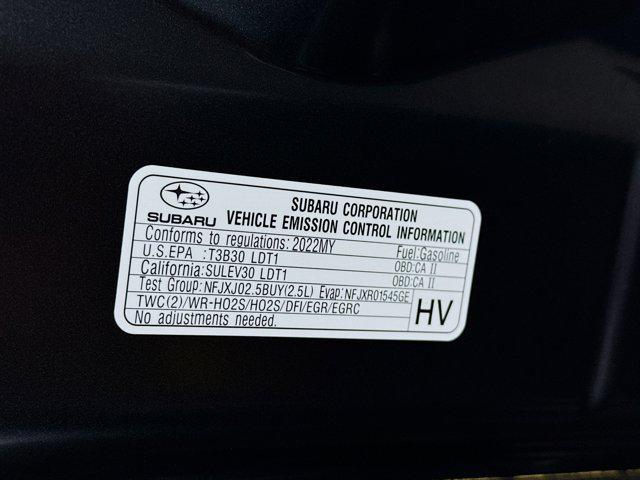 SUBARU
SUBARU CORPORATION
VEHICLE EMISSION CONTROL INFORMATION
Conforms to regulations: 2022MY Fuel:Gasoline
U.S.EPA :T3B30 LDT1 OBD:CA II
California:SULEV30 LDT1 OBD:CA II
Test Group:NFJXJ02.5BUY(2.5L) Evap:NFJXR01545GE
TWC(2)/WR-HO2S/HO2S/DFI/EGR/EGRC
No adjustments needed.
HV